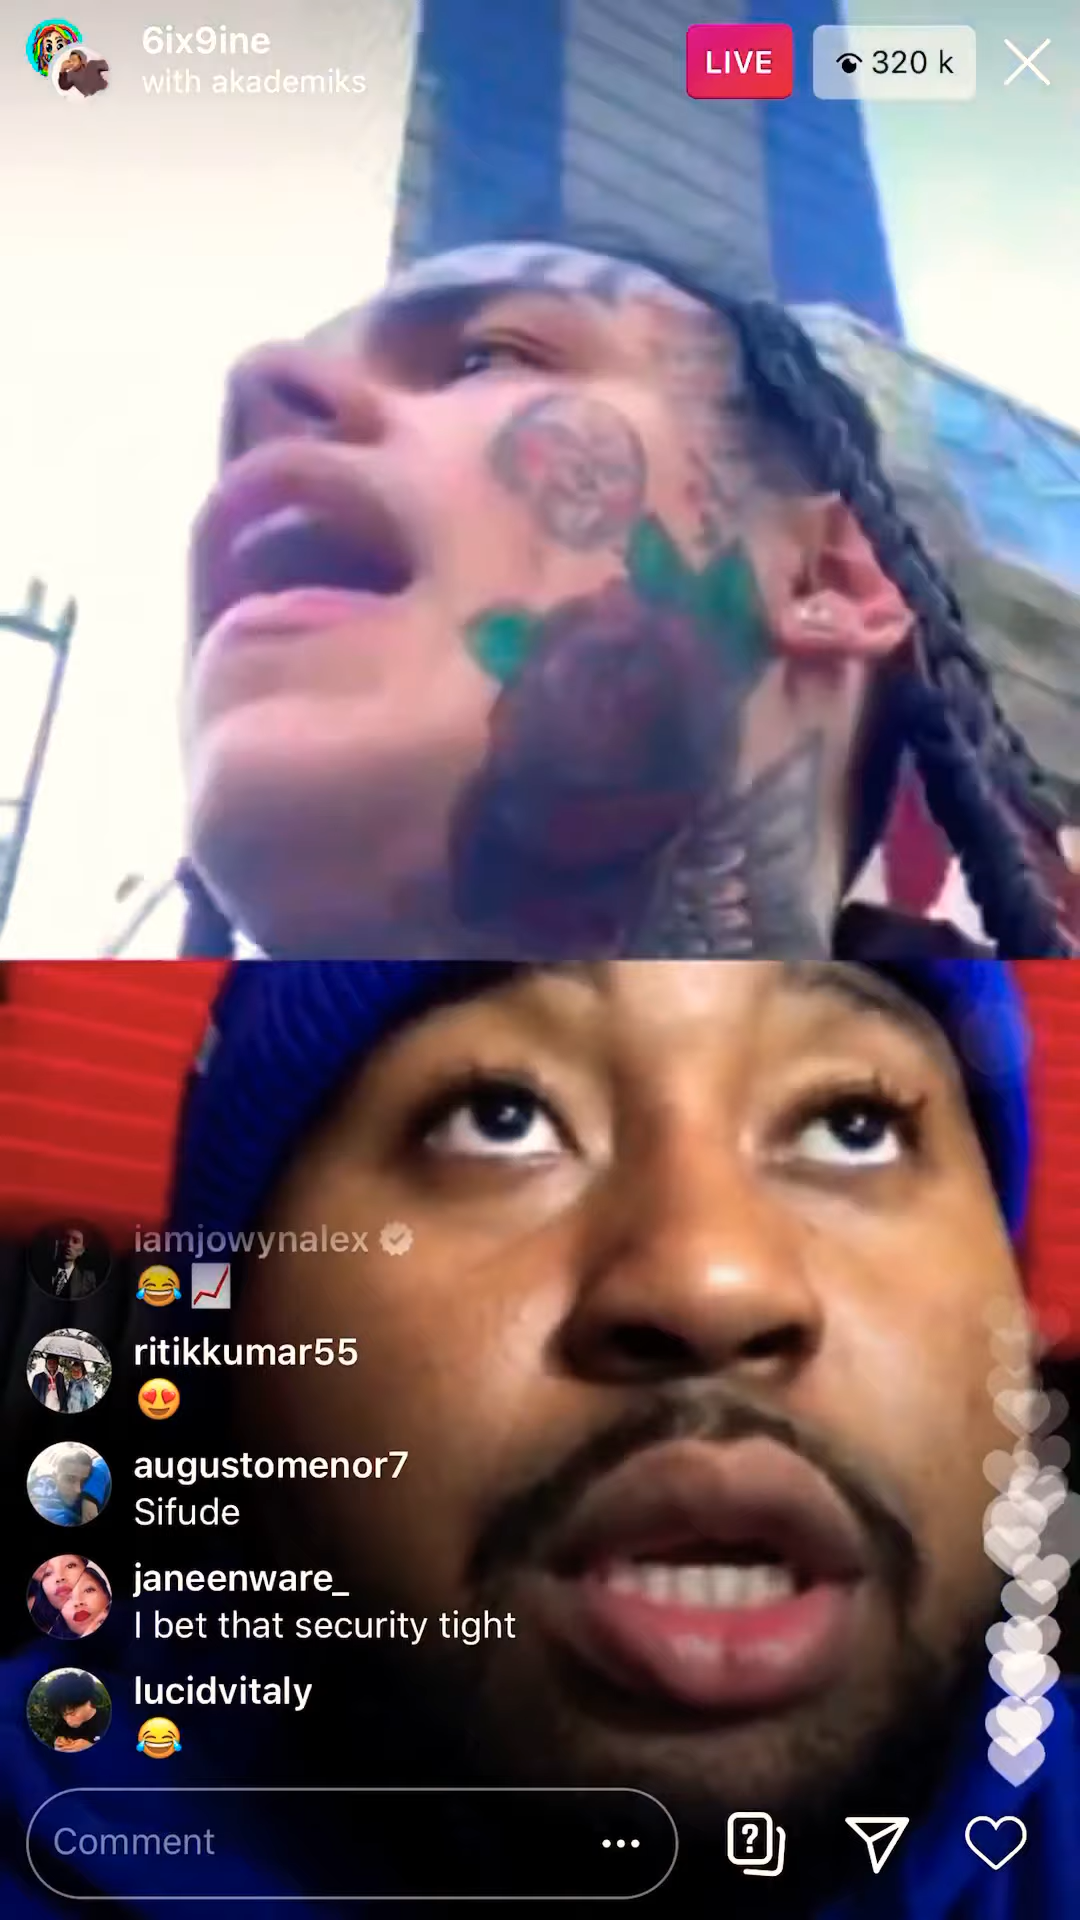 6ix9ine
with akademiks
LIVE
320 k
iamjowynalex
😂📈
ritikkumar55
😍
augustomenor7
Sifude
janeenware_
I bet that security tight
lucidvitaly
😂
Comment